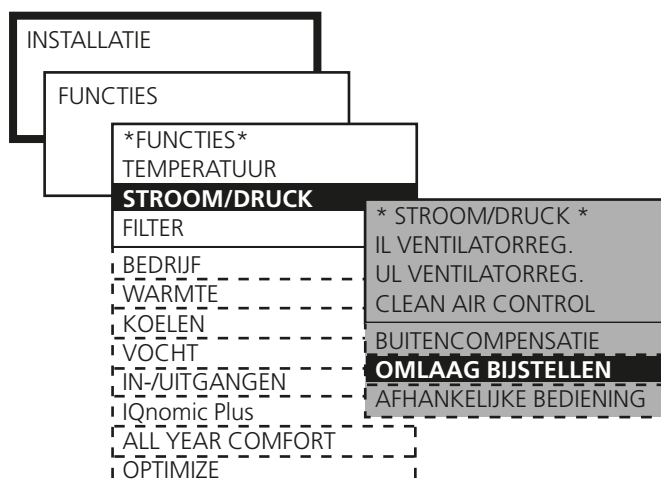 INSTALLATIE
FUNCTIES
*FUNCTIES*
TEMPERATUUR
STROOM/DRUCK
FILTER
BEDRIJF
WARMTE
KOELEN
VOCHT
IN-/UITGANGEN
IQnomic Plus
ALL YEAR COMFORT
OPTIMIZE
* STROOM/DRUCK *
IL VENTILATORREG.
UL VENTILATORREG.
CLEAN AIR CONTROL
BUITENCOMPENSATIE
OMLAAG BIJSTELLEN
AFHANKELIJKE BEDIENING